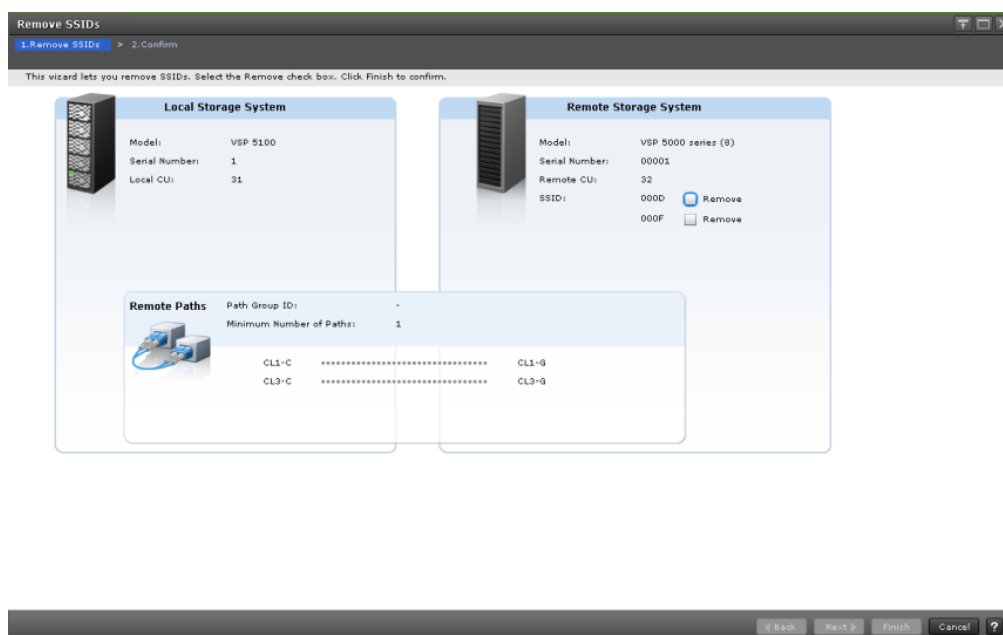 Remove SSIDs
1.Remove SSIDs > 2.Confirm
This wizard lets you remove SSIDs. Select the Remove check box. Click Finish to confirm.
Local Storage System
Model: VSP 5100
Serial Number: 1
Local CU: 31
Remote Storage System
Model: VSP 5000 series (8)
Serial Number: 00001
Remote CU: 32
SSID: 000D Remove
000F Remove
Remote Paths
Path Group ID: -
Minimum Number of Paths: 1
CL1-C CL1-G
CL3-C CL3-G
Back Next Finish Cancel ?